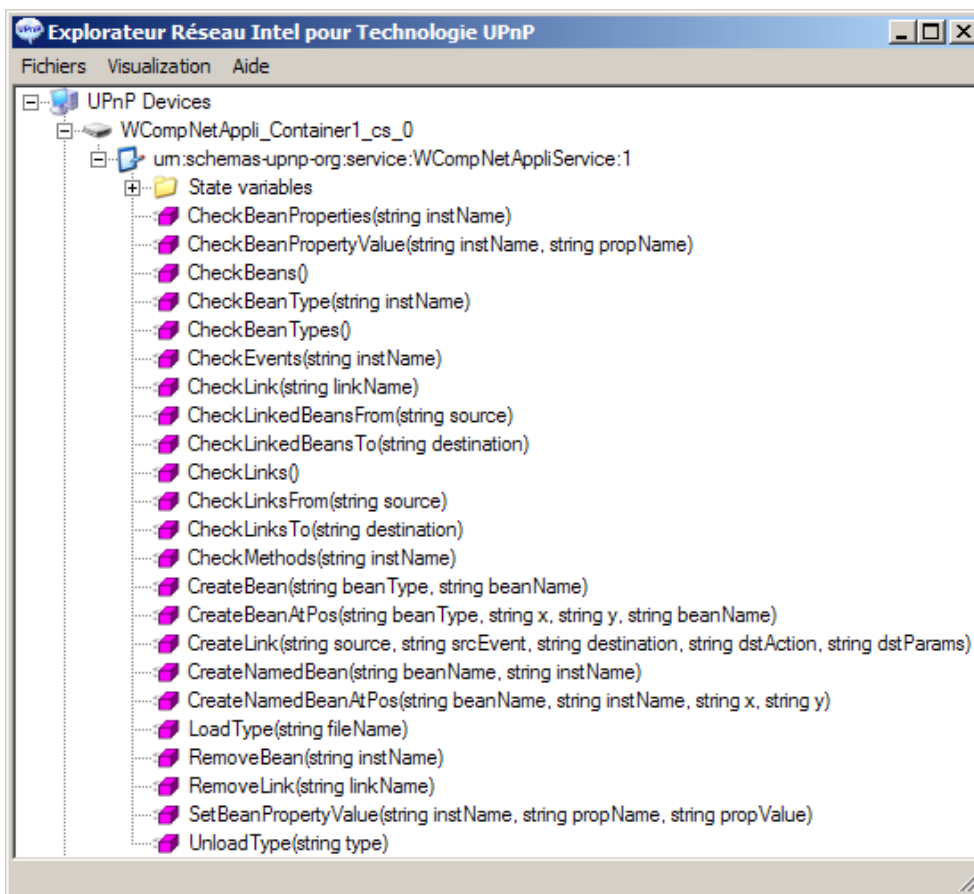 Explorateur Réseau Intel pour Technologie UPnP
Fichiers Visualization Aide
UPnP Devices
WCompNetAppli_Container1_cs_0
urn:schemas-upnp-org:service:WCompNetAppliService:1
State variables
CheckBeanProperties(string instName)
CheckBeanPropertyValue(string instName, string propName)
CheckBeans()
CheckBeanType(string instName)
CheckBeanTypes()
CheckEvents(string instName)
CheckLink(string linkName)
CheckLinkedBeansFrom(string source)
CheckLinkedBeansTo(string destination)
CheckLinks()
CheckLinksFrom(string source)
CheckLinksTo(string destination)
CheckMethods(string instName)
CreateBean(string beanType, string beanName)
CreateBeanAtPos(string beanType, string x, string y, string beanName)
CreateLink(string source, string srcEvent, string destination, string dstAction, string dstParams)
CreateNamedBean(string beanName, string instName)
CreateNamedBeanAtPos(string beanName, string instName, string x, string y)
LoadType(string fileName)
RemoveBean(string instName)
RemoveLink(string linkName)
SetBeanPropertyValue(string instName, string propName, string propValue)
UnloadType(string type)